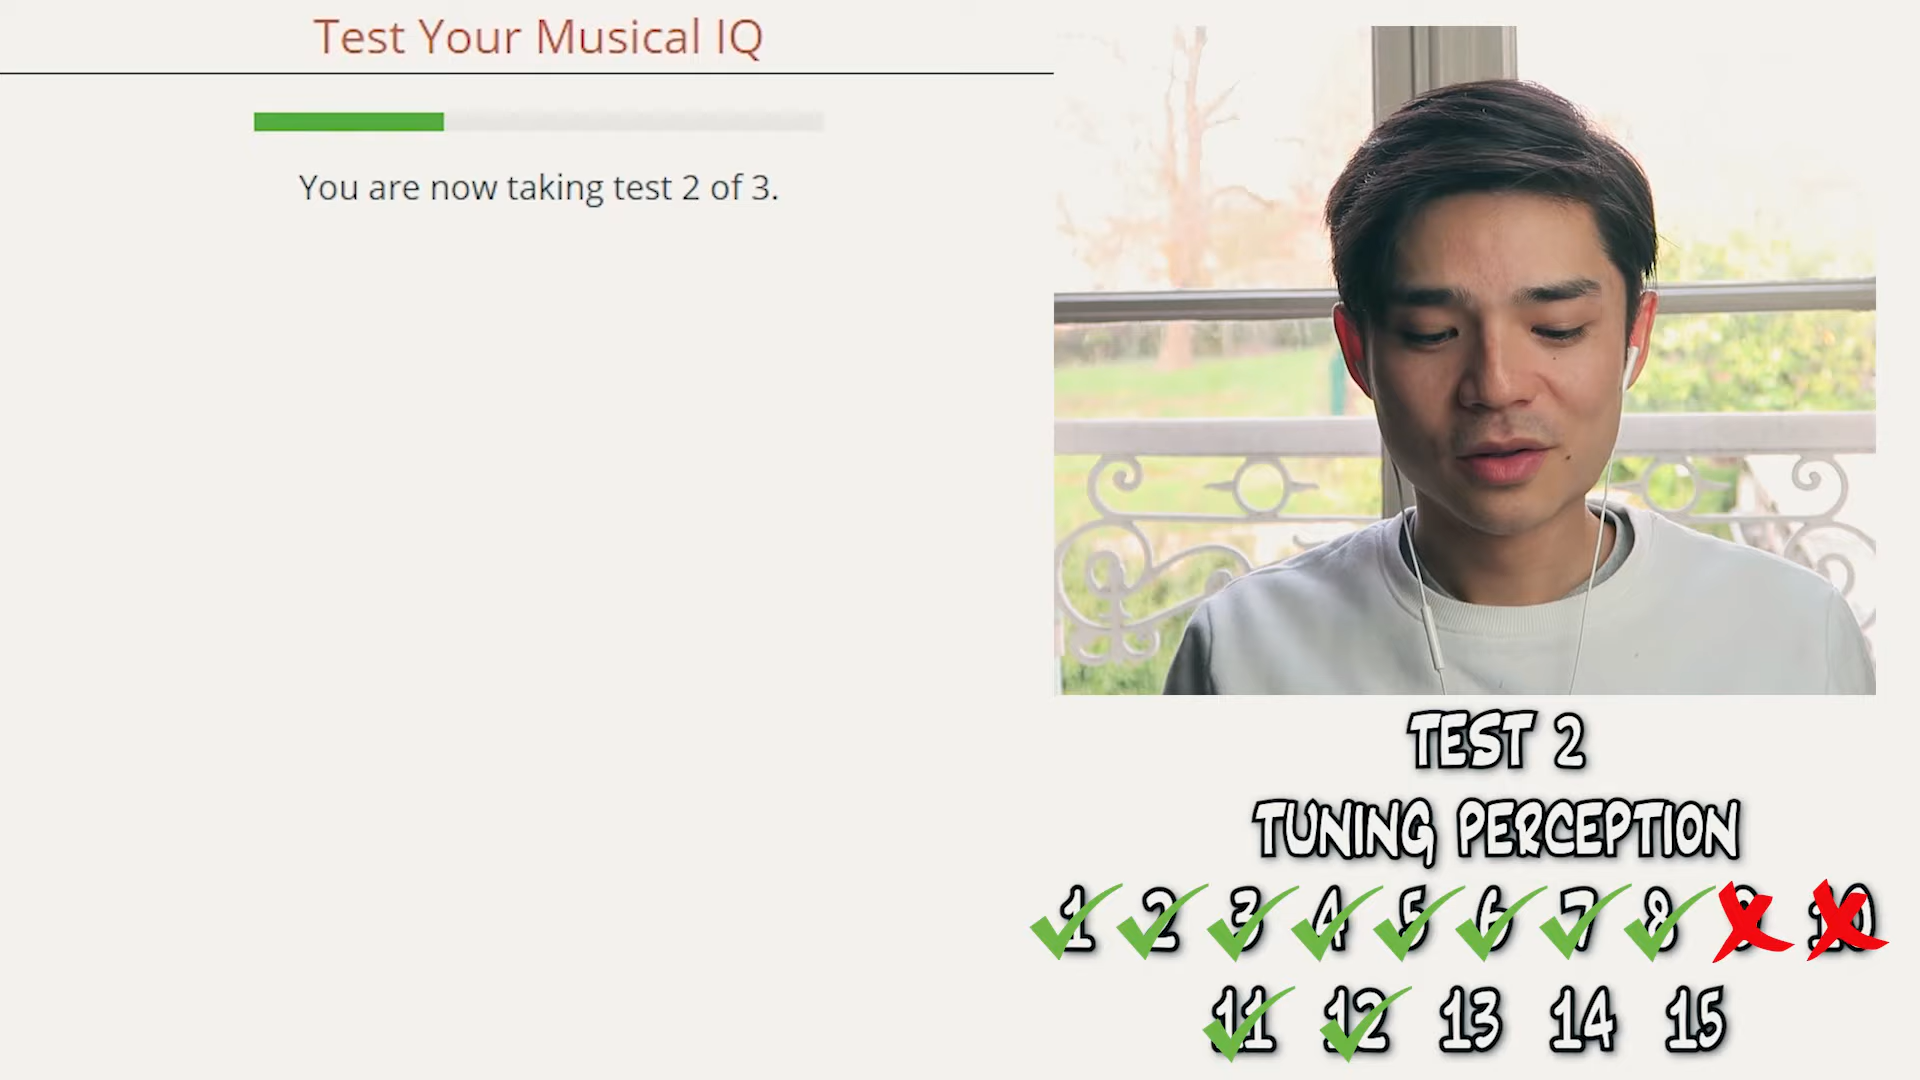 Test Your Musical IQ
You are now taking test 2 of 3.
TEST 2
TUNING PERCEPTION
1 2 3 4 5 6 7 8 9 10
11 12 13 14 15